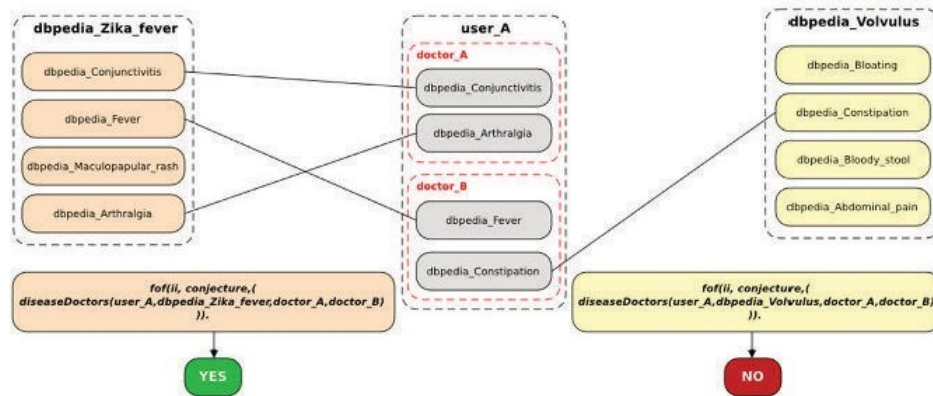 dbpedia_Zika_fever
dbpedia_Conjunctivitis
dbpedia_Fever
dbpedia_Maculopapular_rash
dbpedia_Arthralgia
user_A
doctor_A
dbpedia_Conjunctivitis
dbpedia_Arthralgia
doctor_B
dbpedia_Fever
dbpedia_Constipation
dbpedia_Volvulus
dbpedia_Bloating
dbpedia_Constipation
dbpedia_Bloody_stool
dbpedia_Abdominal_pain
fof(ii, conjecture,(
diseaseDoctors(user_A,dbpedia_Zika_fever,doctor_A,doctor_B)
)).
YES
fof(ii, conjecture,(
diseaseDoctors(user_A,dbpedia_Volvulus,doctor_A,doctor_B)
)).
NO